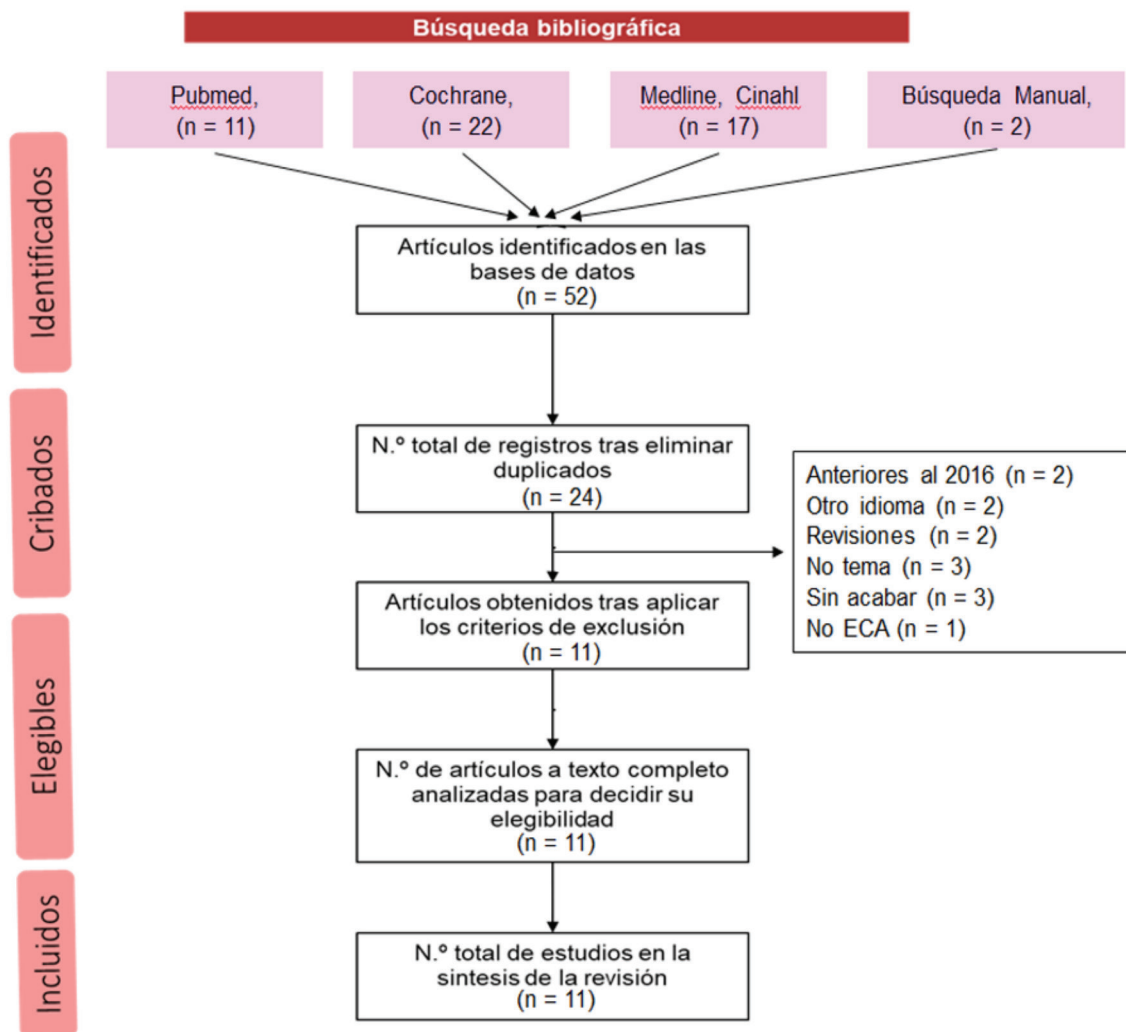 Búsqueda bibliográfica
Pubmed,
(n = 11)
Cochrane,
(n = 22)
Medline, Cinahl
(n = 17)
Búsqueda Manual,
(n = 2)
Identificados
Artículos identificados en las
bases de datos
(n = 52)
Cribados
N.º total de registros tras eliminar
duplicados
(n = 24)
Anteriores al 2016 (n = 2)
Otro idioma (n = 2)
Revisiones (n = 2)
No tema (n = 3)
Sin acabar (n = 3)
No ECA (n = 1)
Artículos obtenidos tras aplicar
los criterios de exclusión
(n = 11)
Elegibles
N.º de artículos a texto completo
analizadas para decidir su
elegibilidad
(n = 11)
Incluidos
N.º total de estudios en la
sintesis de la revisión
(n = 11)